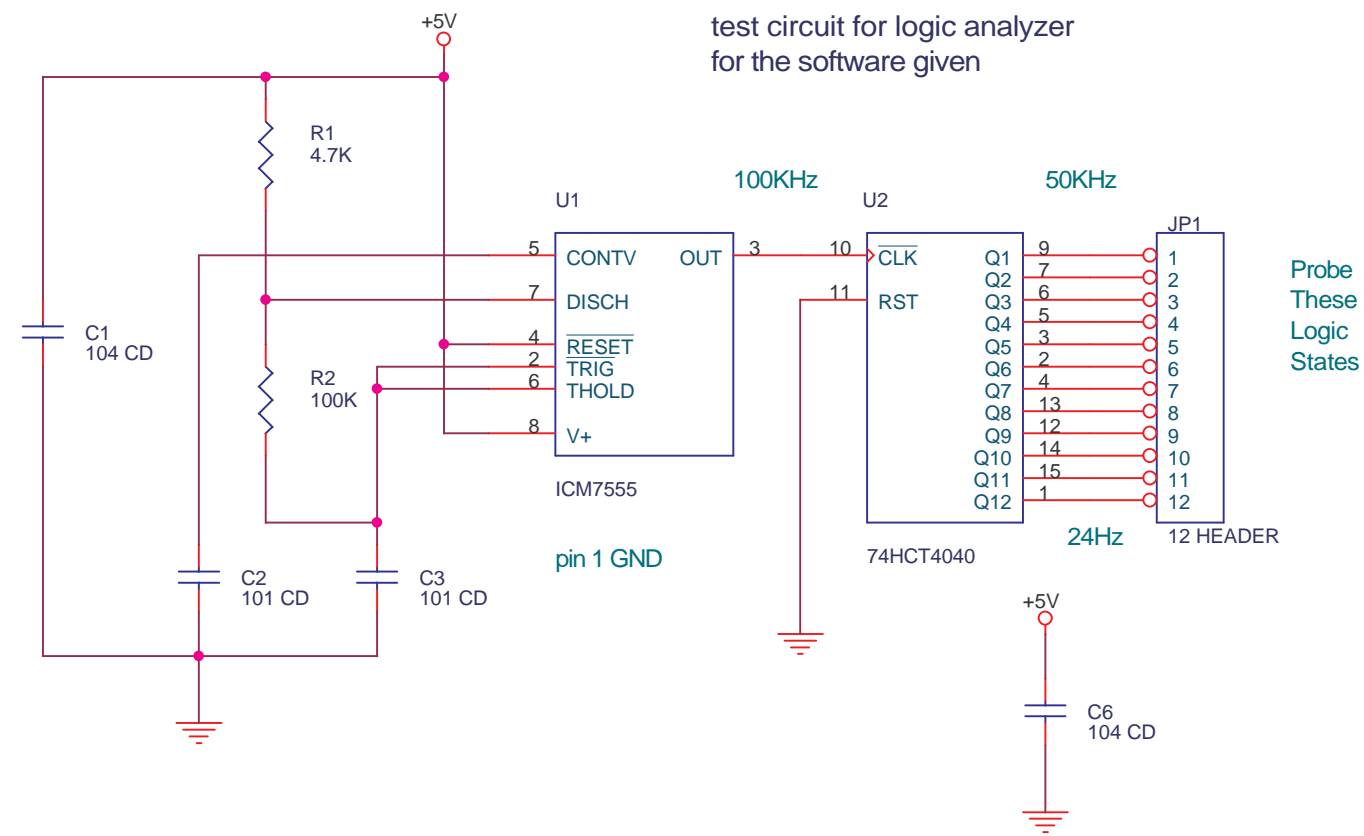 +5V
test circuit for logic analyzer
for the software given
R1
4.7K
100KHz
50KHz
U1
U2
JP1
5 CONTV
OUT 3
7 DISCH
4 RESET
2 TRIG
6 THOLD
8 V+
ICM7555
pin 1 GND
10 CLK
11 RST
Q1 9 1
Q2 7 2
Q3 6 3
Q4 5 4
Q5 3 5
Q6 2 6
Q7 4 7
Q8 13 8
Q9 12 9
Q10 14 10
Q11 15 11
Q12 1 12
74HCT4040
24Hz
12 HEADER
Probe
These
Logic
States
C1
104 CD
R2
100K
C2
101 CD
C3
101 CD
+5V
C6
104 CD